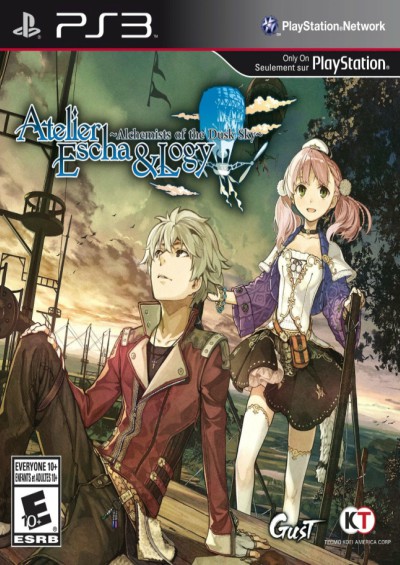 PS3
PlayStation®Network
Only On
Seulement sur PlayStation®
Atelier
~Alchemists of the Dusk Sky~
Escha & Logy
EVERYONE 10+
ENFANTS et ADULTES 10+
E
10+
ESRB
GUST
KT
TECMO KOEI AMERICA CORP